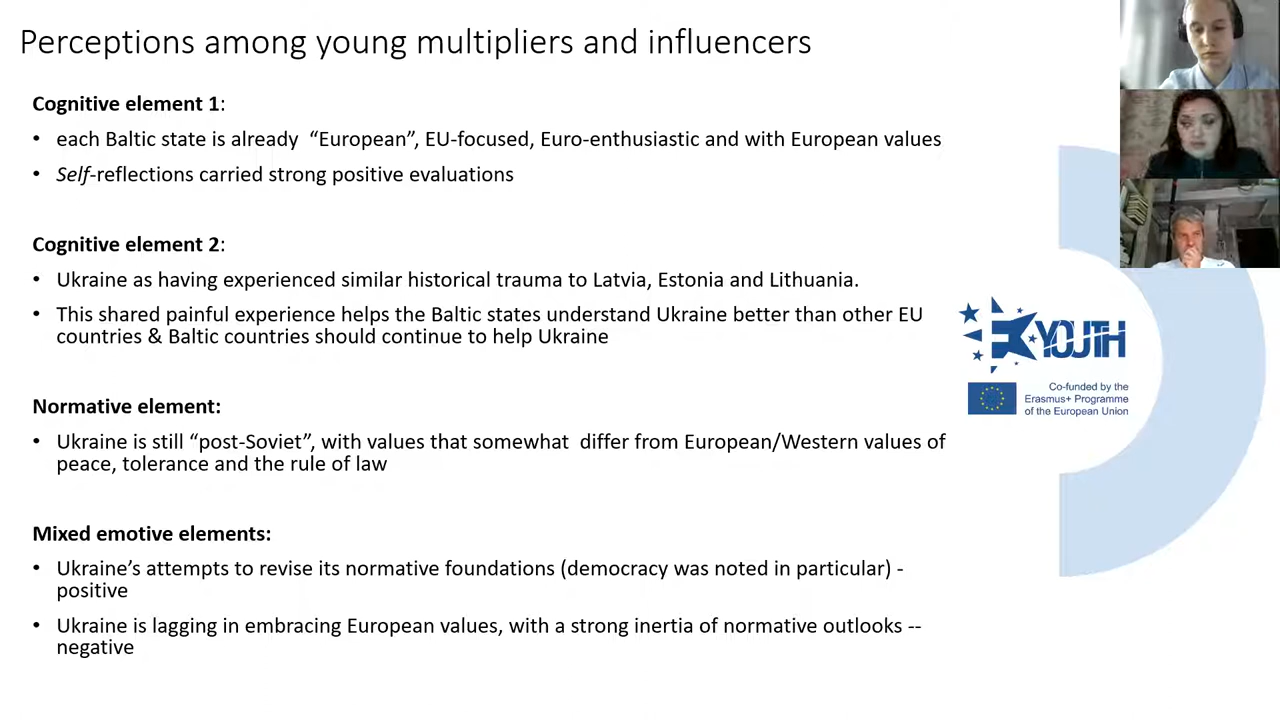 Perceptions among young multipliers and influencers
Cognitive element 1:
• each Baltic state is already “European”, EU-focused, Euro-enthusiastic and with European values
• Self-reflections carried strong positive evaluations
Cognitive element 2:
• Ukraine as having experienced similar historical trauma to Latvia, Estonia and Lithuania.
• This shared painful experience helps the Baltic states understand Ukraine better than other EU
countries & Baltic countries should continue to help Ukraine
Normative element:
• Ukraine is still “post-Soviet”, with values that somewhat differ from European/Western values of
peace, tolerance and the rule of law
Mixed emotive elements:
• Ukraine’s attempts to revise its normative foundations (democracy was noted in particular) -
positive
• Ukraine is lagging in embracing European values, with a strong inertia of normative outlooks --
negative
YOUTH
Co-funded by the
Erasmus+ Programme
of the European Union